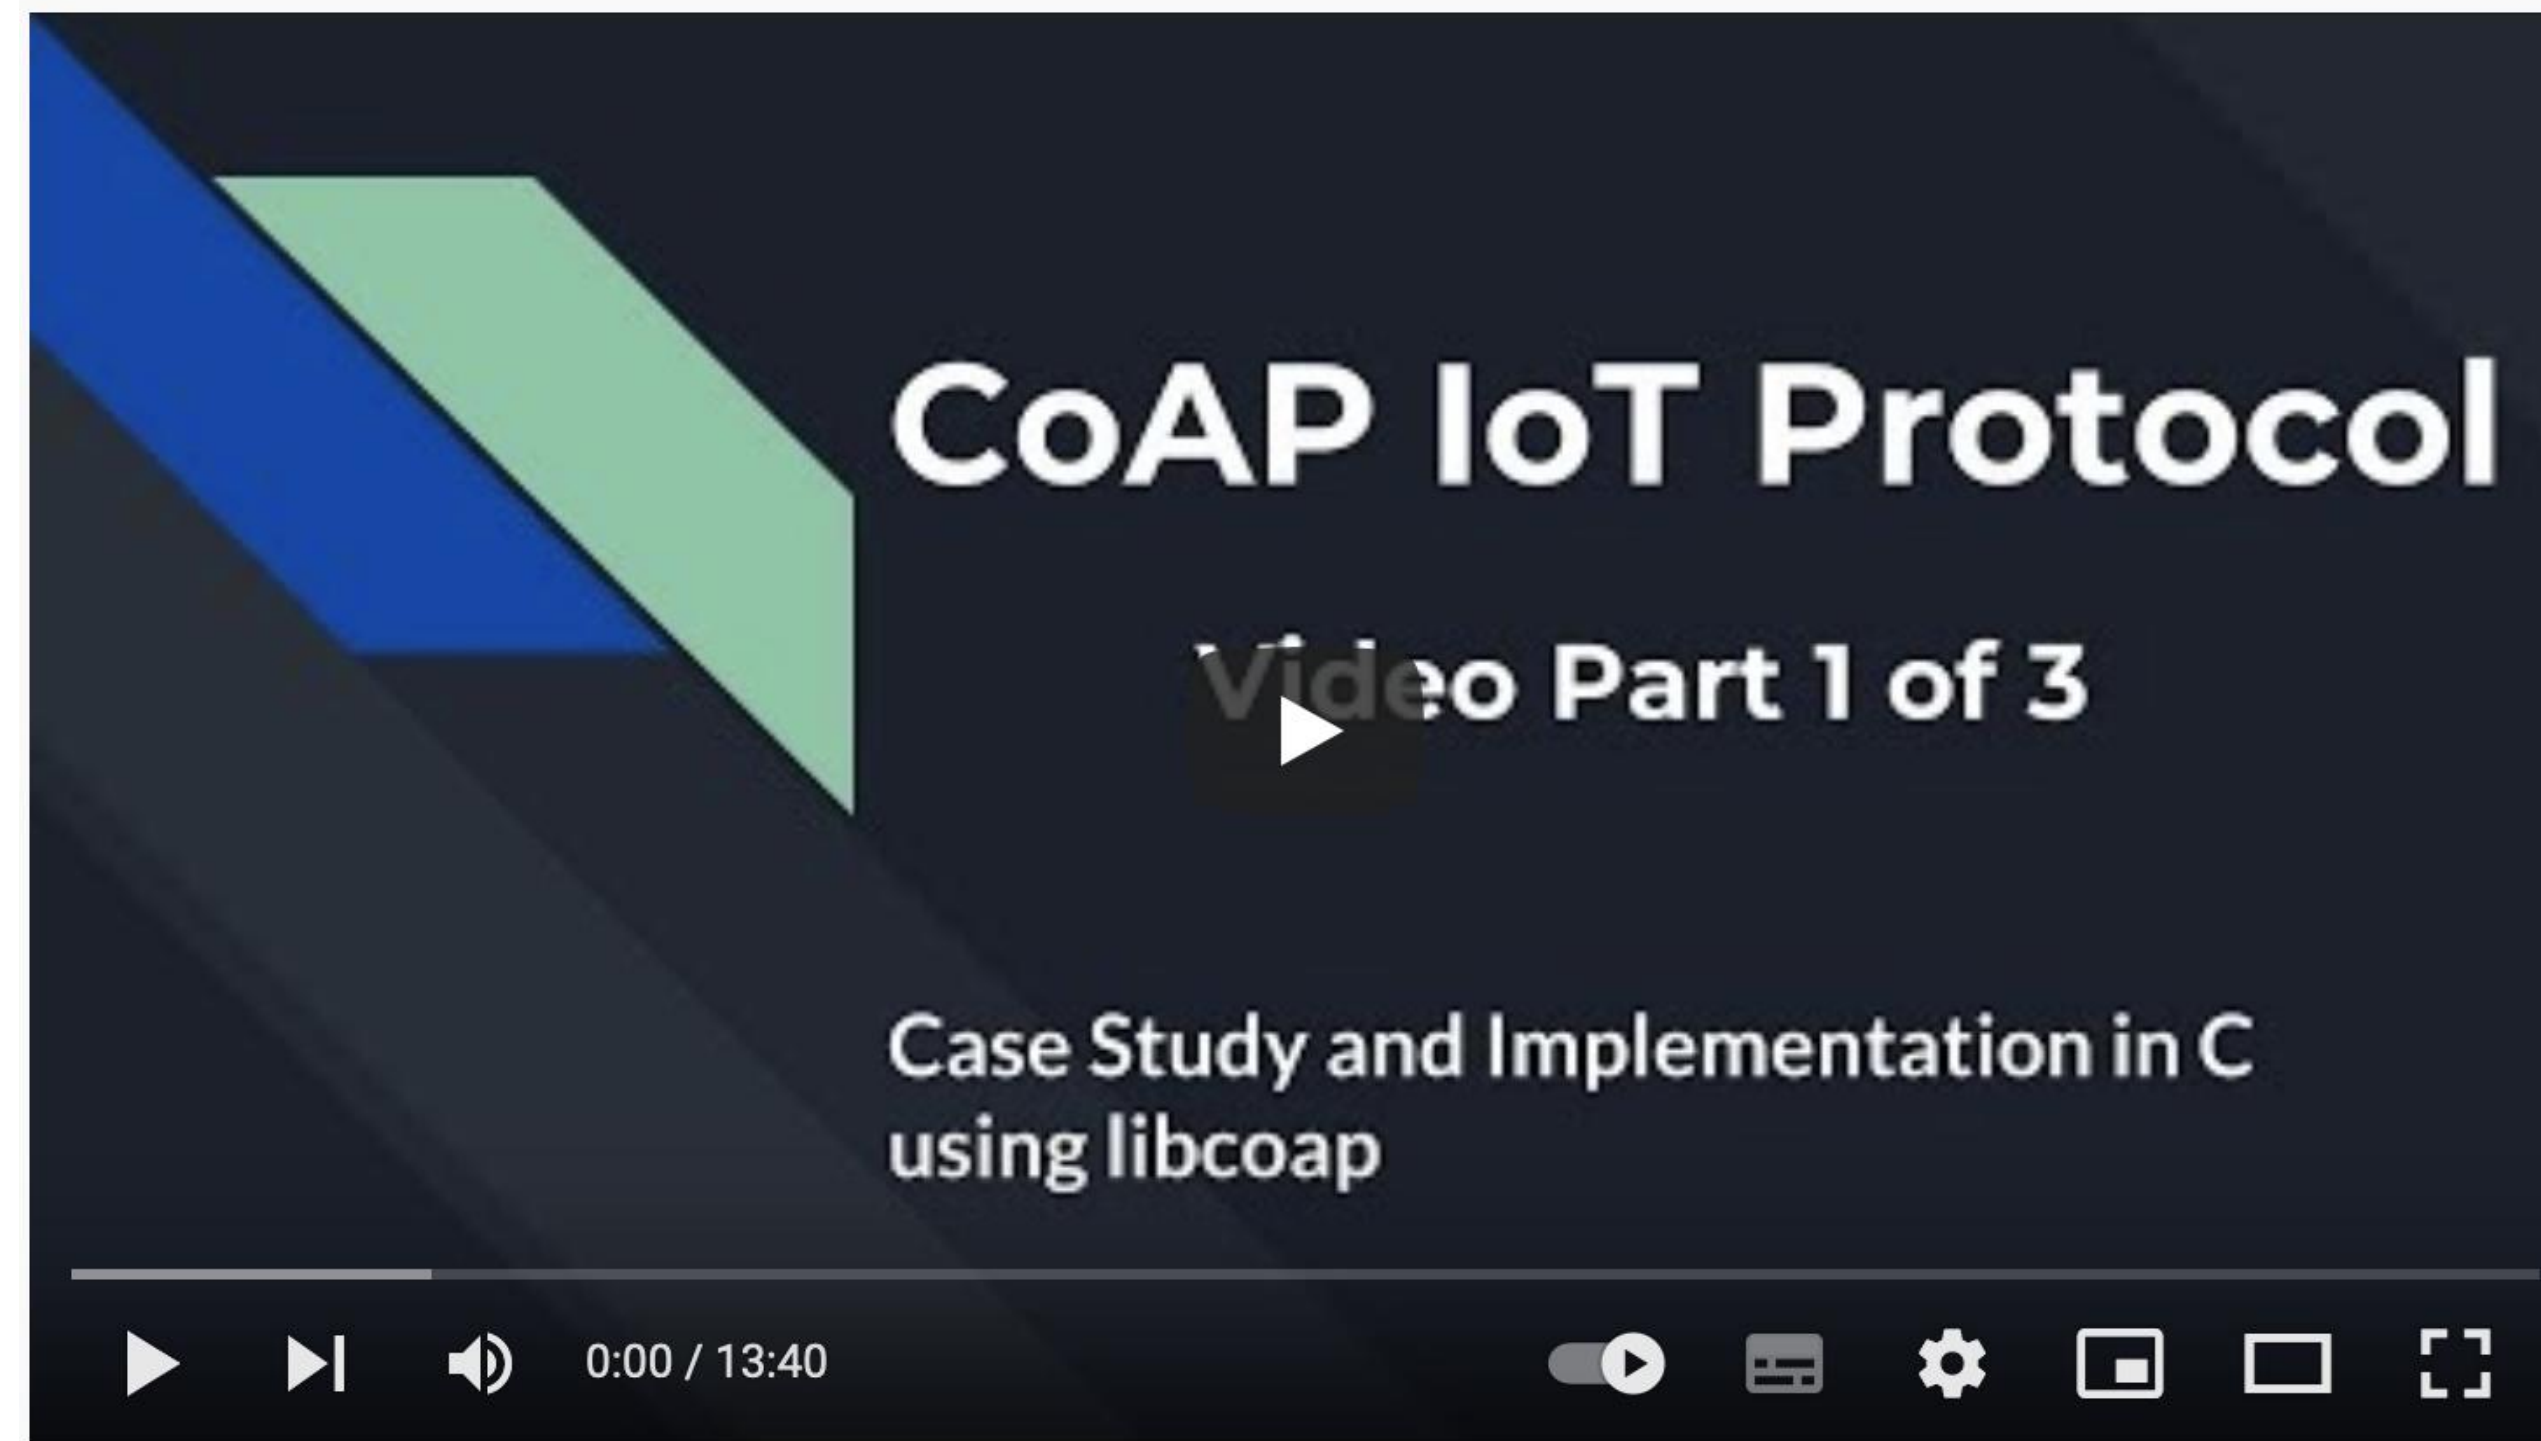 CoAP IoT Protocol
Video Part 1 of 3
Case Study and Implementation in C
using libcoap
0:00 / 13:40